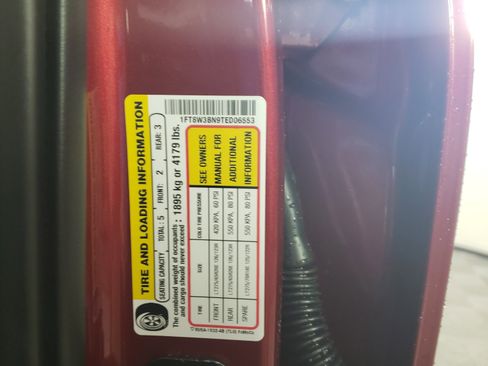 1FT8W3BN9TED06553
TIRE AND LOADING INFORMATION
SEATING CAPACITY TOTAL: 5 FRONT: 2 REAR: 3
The combined weight of occupants
and cargo should never exceed: 1895 kg or 4179 lbs.
TIRE SIZE COLD TIRE PRESSURE
FRONT 420 KPA, 60 PSI
REAR 550 KPA, 80 PSI
SPARE 550 KPA, 80 PSI
SEE OWNERS
MANUAL FOR
ADDITIONAL
INFORMATION